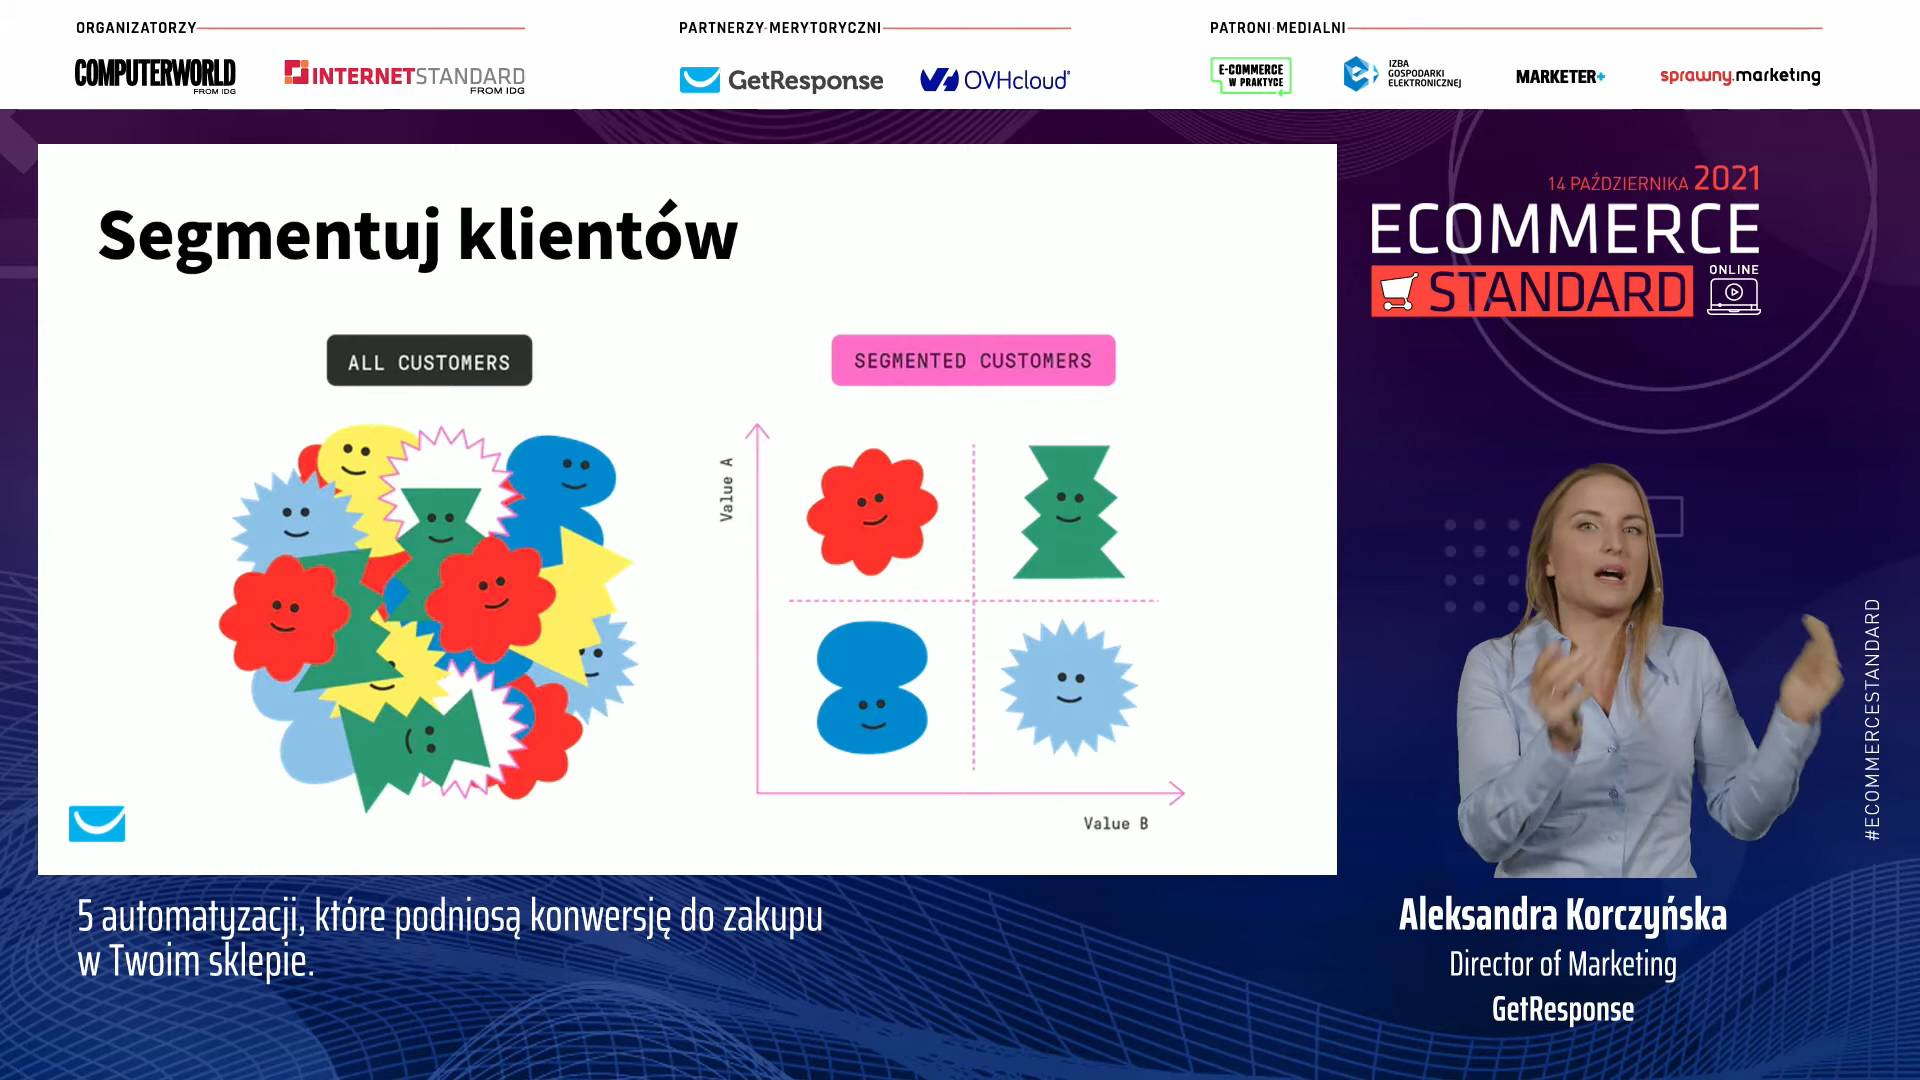 ORGANIZATORZY
COMPUTERWORLD
FROM IDG
INTERNETSTANDARD
FROM IDG
PARTNERZY MERYTORYCZNI
GetResponse
OVHcloud
PATRONI MEDIALNI
E-COMMERCE
W PRAKTYCE
IZBA
GOSPODARKI
ELEKTRONICZNEJ
MARKETER+
sprawny.marketing
Segmentuj klientów
ALL CUSTOMERS
SEGMENTED CUSTOMERS
Value A
Value B
14 PAŹDZIERNIKA 2021
ECOMMERCE
STANDARD
ONLINE
#ECOMMERCESTANDARD
5 automatyzacji, które podniosą konwersję do zakupu
w Twoim sklepie.
Aleksandra Korczyńska
Director of Marketing
GetResponse